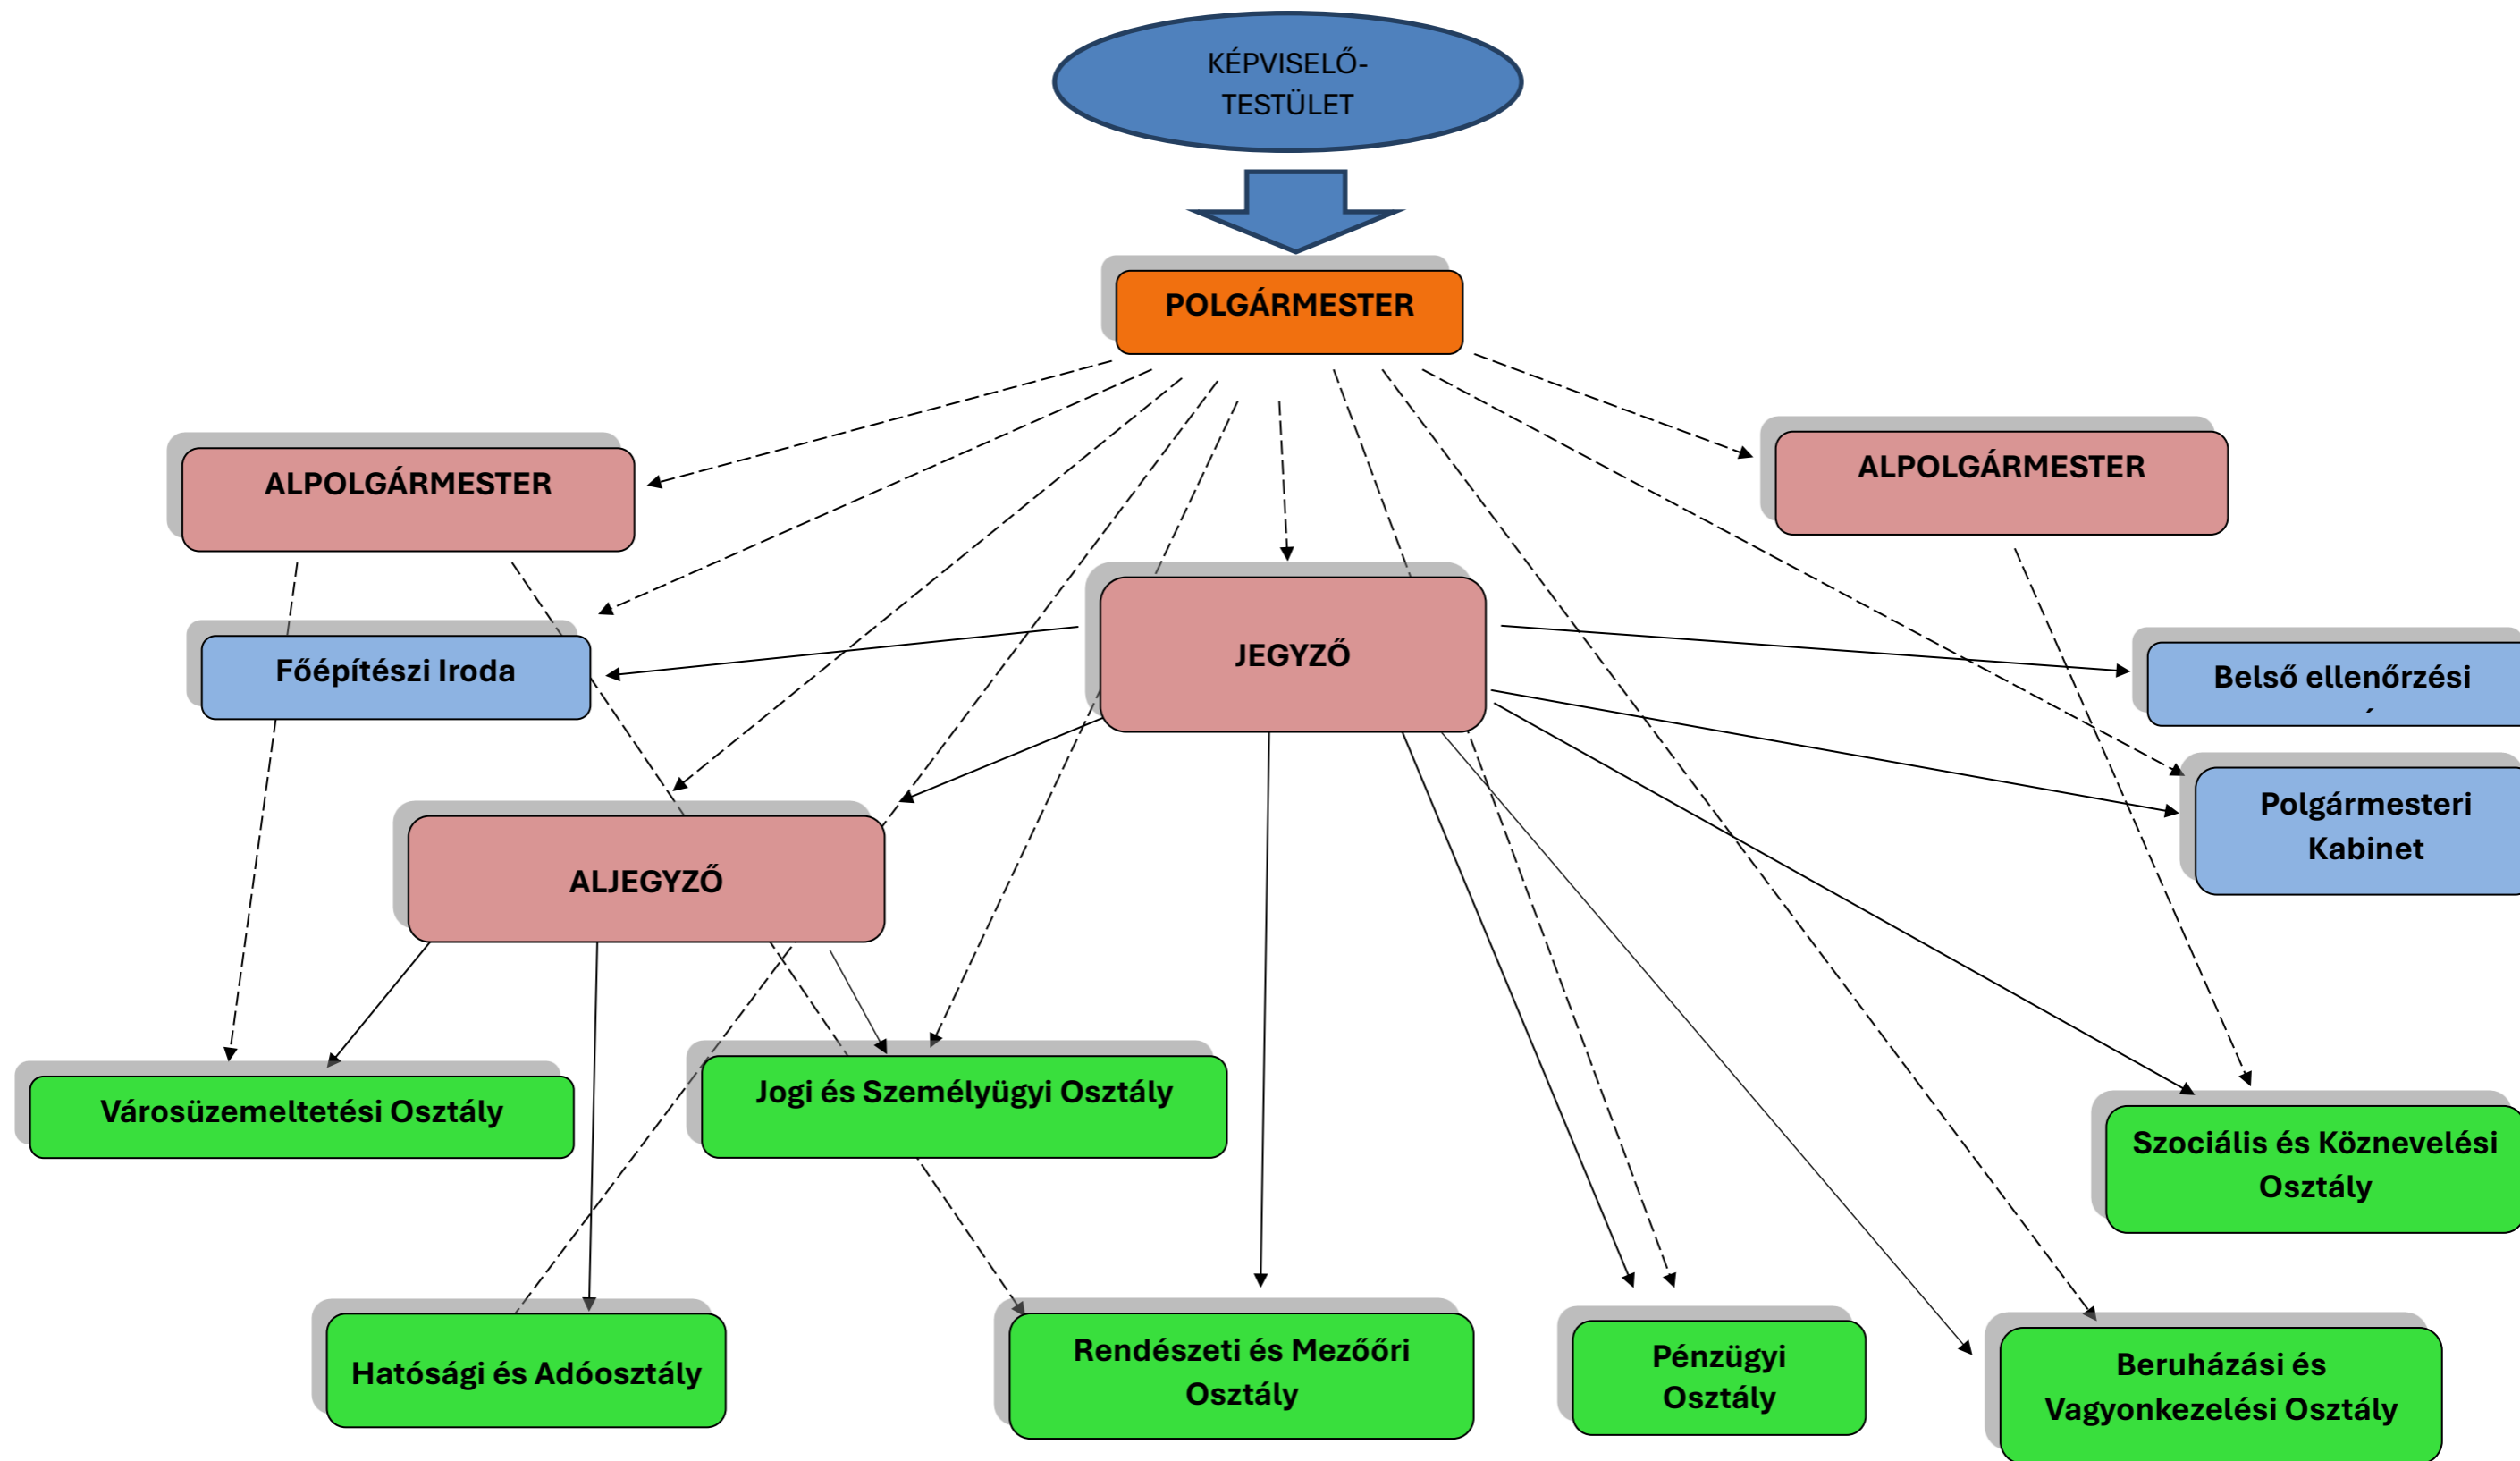 KÉPVISELŐ-
TESTÜLET
POLGÁRMESTER
ALPOLGÁRMESTER
ALPOLGÁRMESTER
JEGYZŐ
Főépítészi Iroda
Belső ellenőrzési
Polgármesteri
Kabinet
ALJEGYZŐ
Városüzemeltetési Osztály
Jogi és Személyügyi Osztály
Szociális és Köznevelési
Osztály
Hatósági és Adóosztály
Rendészeti és Mezőőri
Osztály
Pénzügyi
Osztály
Beruházási és
Vagyonkezelési Osztály